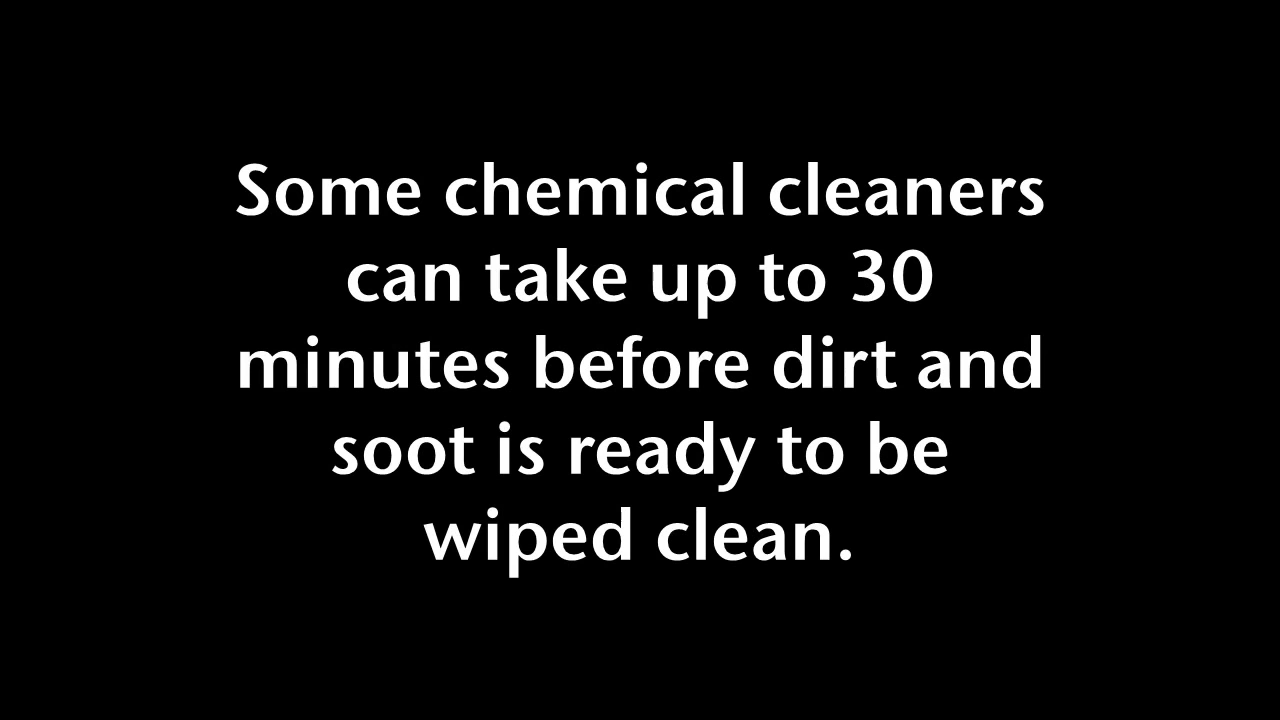 Some chemical cleaners
can take up to 30
minutes before dirt and
soot is ready to be
wiped clean.